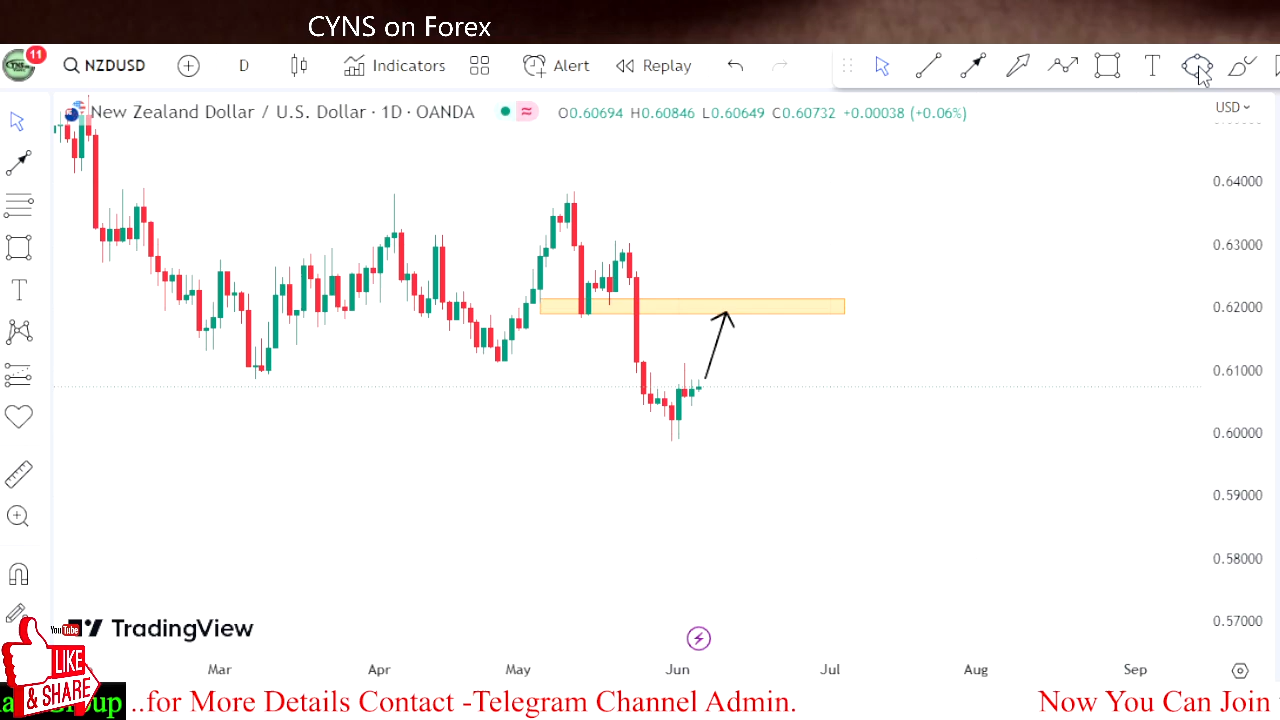 CYNS on Forex
11
NZDUSD
D
Indicators
Alert
Replay
New Zealand Dollar / U.S. Dollar · 1D · OANDA
O0.60694 H0.60846 L0.60649 C0.60732 +0.00038 (+0.06%)
USD
0.64000
0.63000
0.62000
0.61000
0.60000
0.59000
0.58000
0.57000
TradingView
YouTube
LIKE
& SHARE
Mar Apr May Jun Jul Aug Sep
..for More Details Contact -Telegram Channel Admin. Now You Can Join